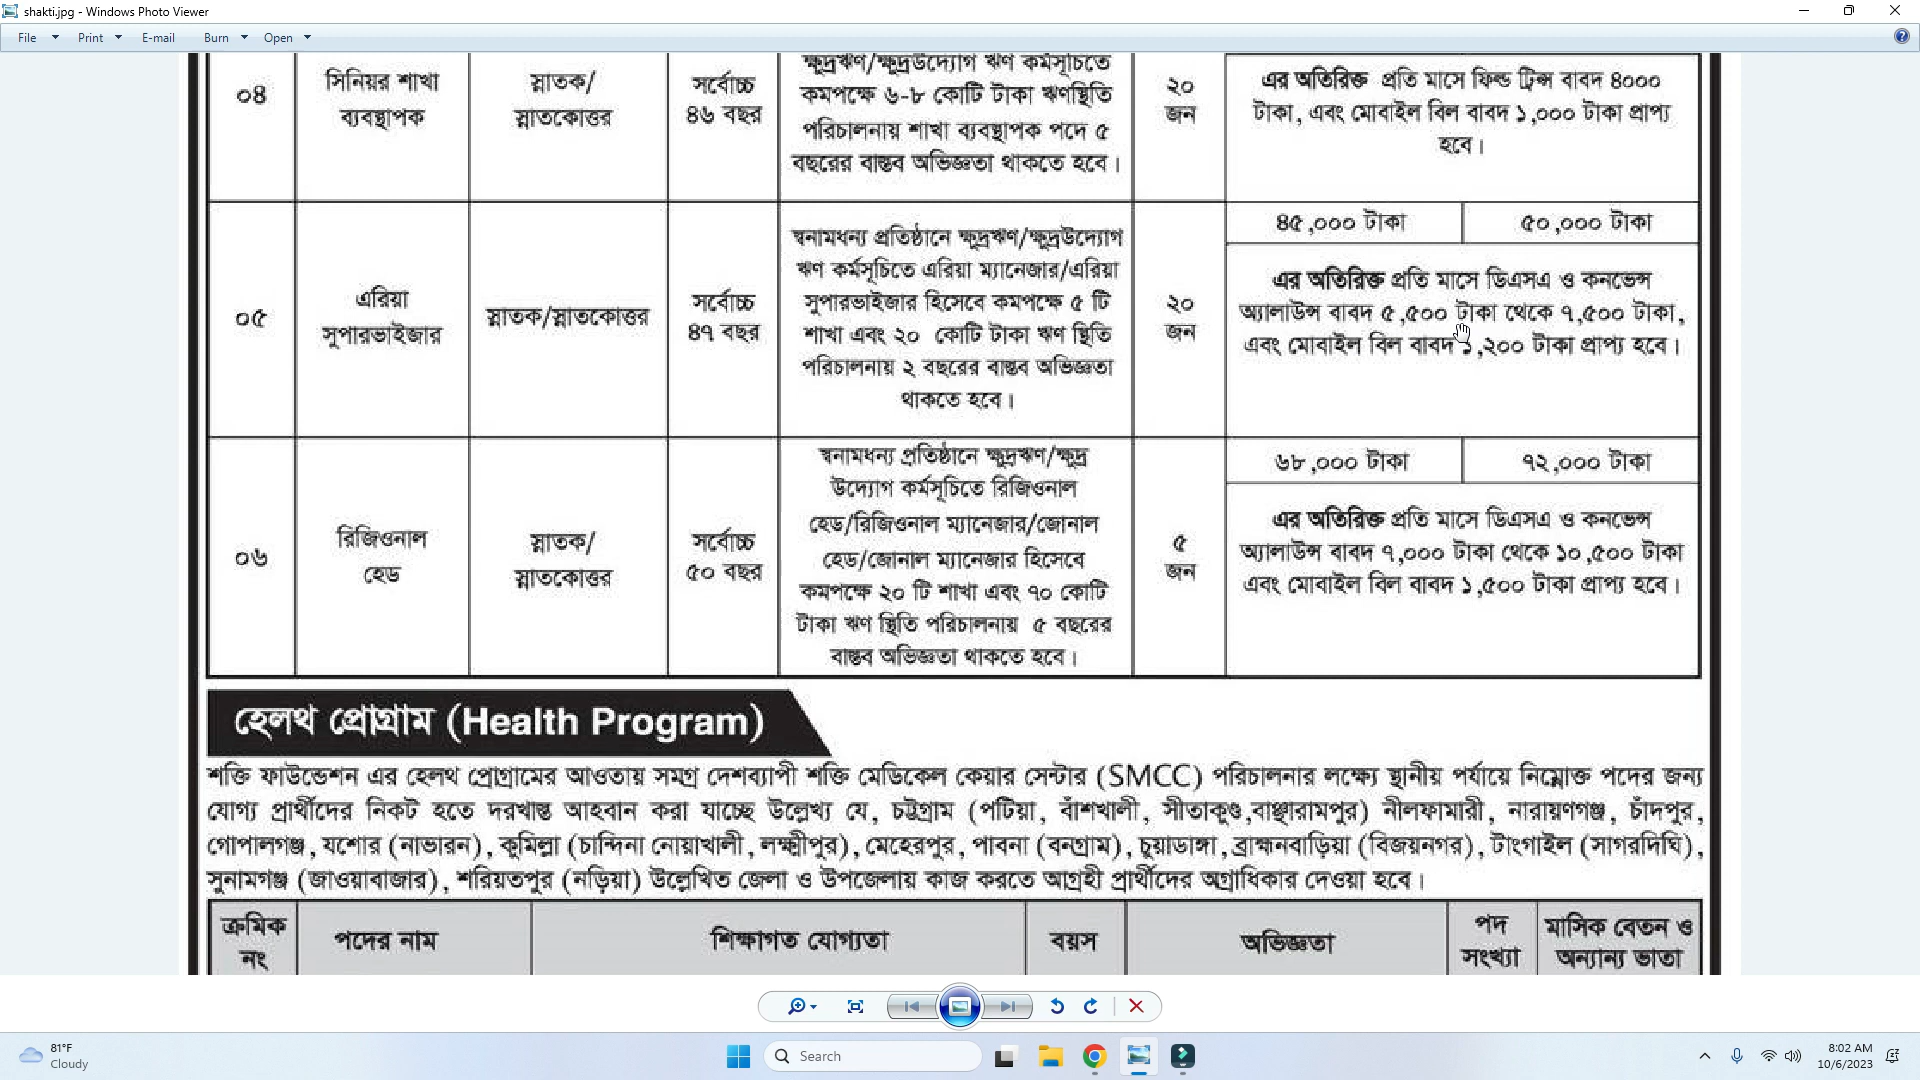 shakti.jpg - Windows Photo Viewer
File Print E-mail Burn Open
০৪
সিনিয়র শাখা
ব্যবস্থাপক
স্নাতক/
স্নাতকোত্তর
সর্বোচ্চ
৪৬ বছর
ক্ষুদ্রঋণ/ক্ষুদ্রউদ্যোগ ঋণ কর্মসূচিতে
কমপক্ষে ৬-৮ কোটি টাকা ঋণস্থিতি
পরিচালনায় শাখা ব্যবস্থাপক পদে ৫
বছরের বাস্তব অভিজ্ঞতা থাকতে হবে।
২০
জন
এর অতিরিক্ত প্রতি মাসে ফিল্ড ট্রিন্স বাবদ ৪০০০
টাকা, এবং মোবাইল বিল বাবদ ১,০০০ টাকা প্রাপ্য
হবে।
০৫
এরিয়া
সুপারভাইজার
স্নাতক/স্নাতকোত্তর
সর্বোচ্চ
৪৭ বছর
স্বনামধন্য প্রতিষ্ঠানে ক্ষুদ্রঋণ/ক্ষুদ্রউদ্যোগ
ঋণ কর্মসূচিতে এরিয়া ম্যানেজার/এরিয়া
সুপারভাইজার হিসেবে কমপক্ষে ৫ টি
শাখা এবং ২০ কোটি টাকা ঋণ স্থিতি
পরিচালনায় ২ বছরের বাস্তব অভিজ্ঞতা
থাকতে হবে।
২০
জন
৪৫,০০০ টাকা
৫০,০০০ টাকা
এর অতিরিক্ত প্রতি মাসে ডিএসএ ও কনভেন্স
অ্যালাউন্স বাবদ ৫,৫০০ টাকা থেকে ৭,৫০০ টাকা,
এবং মোবাইল বিল বাবদ ১,২০০ টাকা প্রাপ্য হবে।
০৬
রিজিওনাল
হেড
স্নাতক/
স্নাতকোত্তর
সর্বোচ্চ
৫০ বছর
স্বনামধন্য প্রতিষ্ঠানে ক্ষুদ্রঋণ/ক্ষুদ্র
উদ্যোগ কর্মসূচিতে রিজিওনাল
হেড/রিজিওনাল ম্যানেজার/জোনাল
হেড/জোনাল ম্যানেজার হিসেবে
কমপক্ষে ২০ টি শাখা এবং ৭০ কোটি
টাকা ঋণ স্থিতি পরিচালনায় ৫ বছরের
বাস্তব অভিজ্ঞতা থাকতে হবে।
৫
জন
৬৮,০০০ টাকা
৭২,০০০ টাকা
এর অতিরিক্ত প্রতি মাসে ডিএসএ ও কনভেন্স
অ্যালাউন্স বাবদ ৭,০০০ টাকা থেকে ১০,৫০০ টাকা
এবং মোবাইল বিল বাবদ ১,৫০০ টাকা প্রাপ্য হবে।
হেলথ প্রোগ্রাম (Health Program)
শক্তি ফাউন্ডেশন এর হেলথ প্রোগ্রামের আওতায় সমগ্র দেশব্যাপী শক্তি মেডিকেল কেয়ার সেন্টার (SMCC) পরিচালনার লক্ষ্যে স্থানীয় পর্যায়ে নিম্নোক্ত পদের জন্য
যোগ্য প্রার্থীদের নিকট হতে দরখাস্ত আহবান করা যাচ্ছে উল্লেখ্য যে, চট্টগ্রাম (পটিয়া, বাঁশখালী, সীতাকুণ্ড,বাঞ্ছারামপুর) নীলফামারী, নারায়ণগঞ্জ, চাঁদপুর,
গোপালগঞ্জ, যশোর (নাভারন), কুমিল্লা (চান্দিনা নোয়াখালী, লক্ষ্মীপুর), মেহেরপুর, পাবনা (বনগ্রাম), চুয়াডাঙ্গা, ব্রাহ্মনবাড়িয়া (বিজয়নগর), টাংগাইল (সাগরদিঘি),
সুনামগঞ্জ (জাওয়াবাজার), শরিয়তপুর (নড়িয়া) উল্লেখিত জেলা ও উপজেলায় কাজ করতে আগ্রহী প্রার্থীদের অগ্রাধিকার দেওয়া হবে।
ক্রমিক
নং
পদের নাম
শিক্ষাগত যোগ্যতা
বয়স
অভিজ্ঞতা
পদ
সংখ্যা
মাসিক বেতন ও
অন্যান্য ভাতা
81°F
Cloudy
Search
8:02 AM
10/6/2023